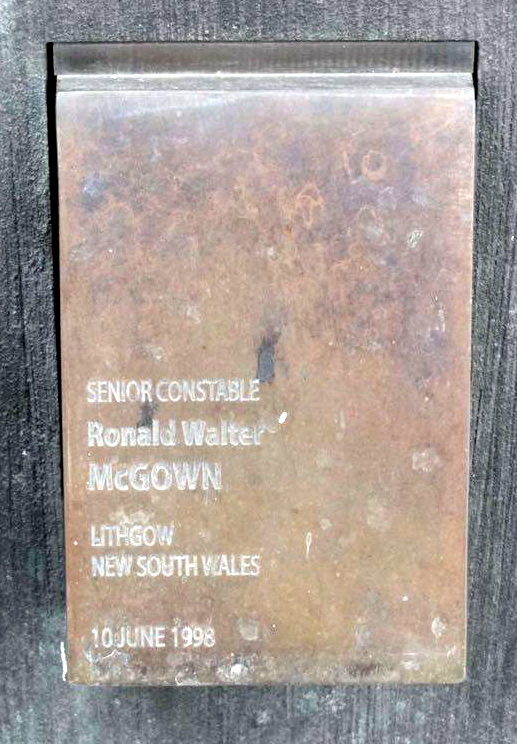 SENIOR CONSTABLE
Ronald Walter
McGOWN
LITHGOW
NEW SOUTH WALES
10 JUNE 1998